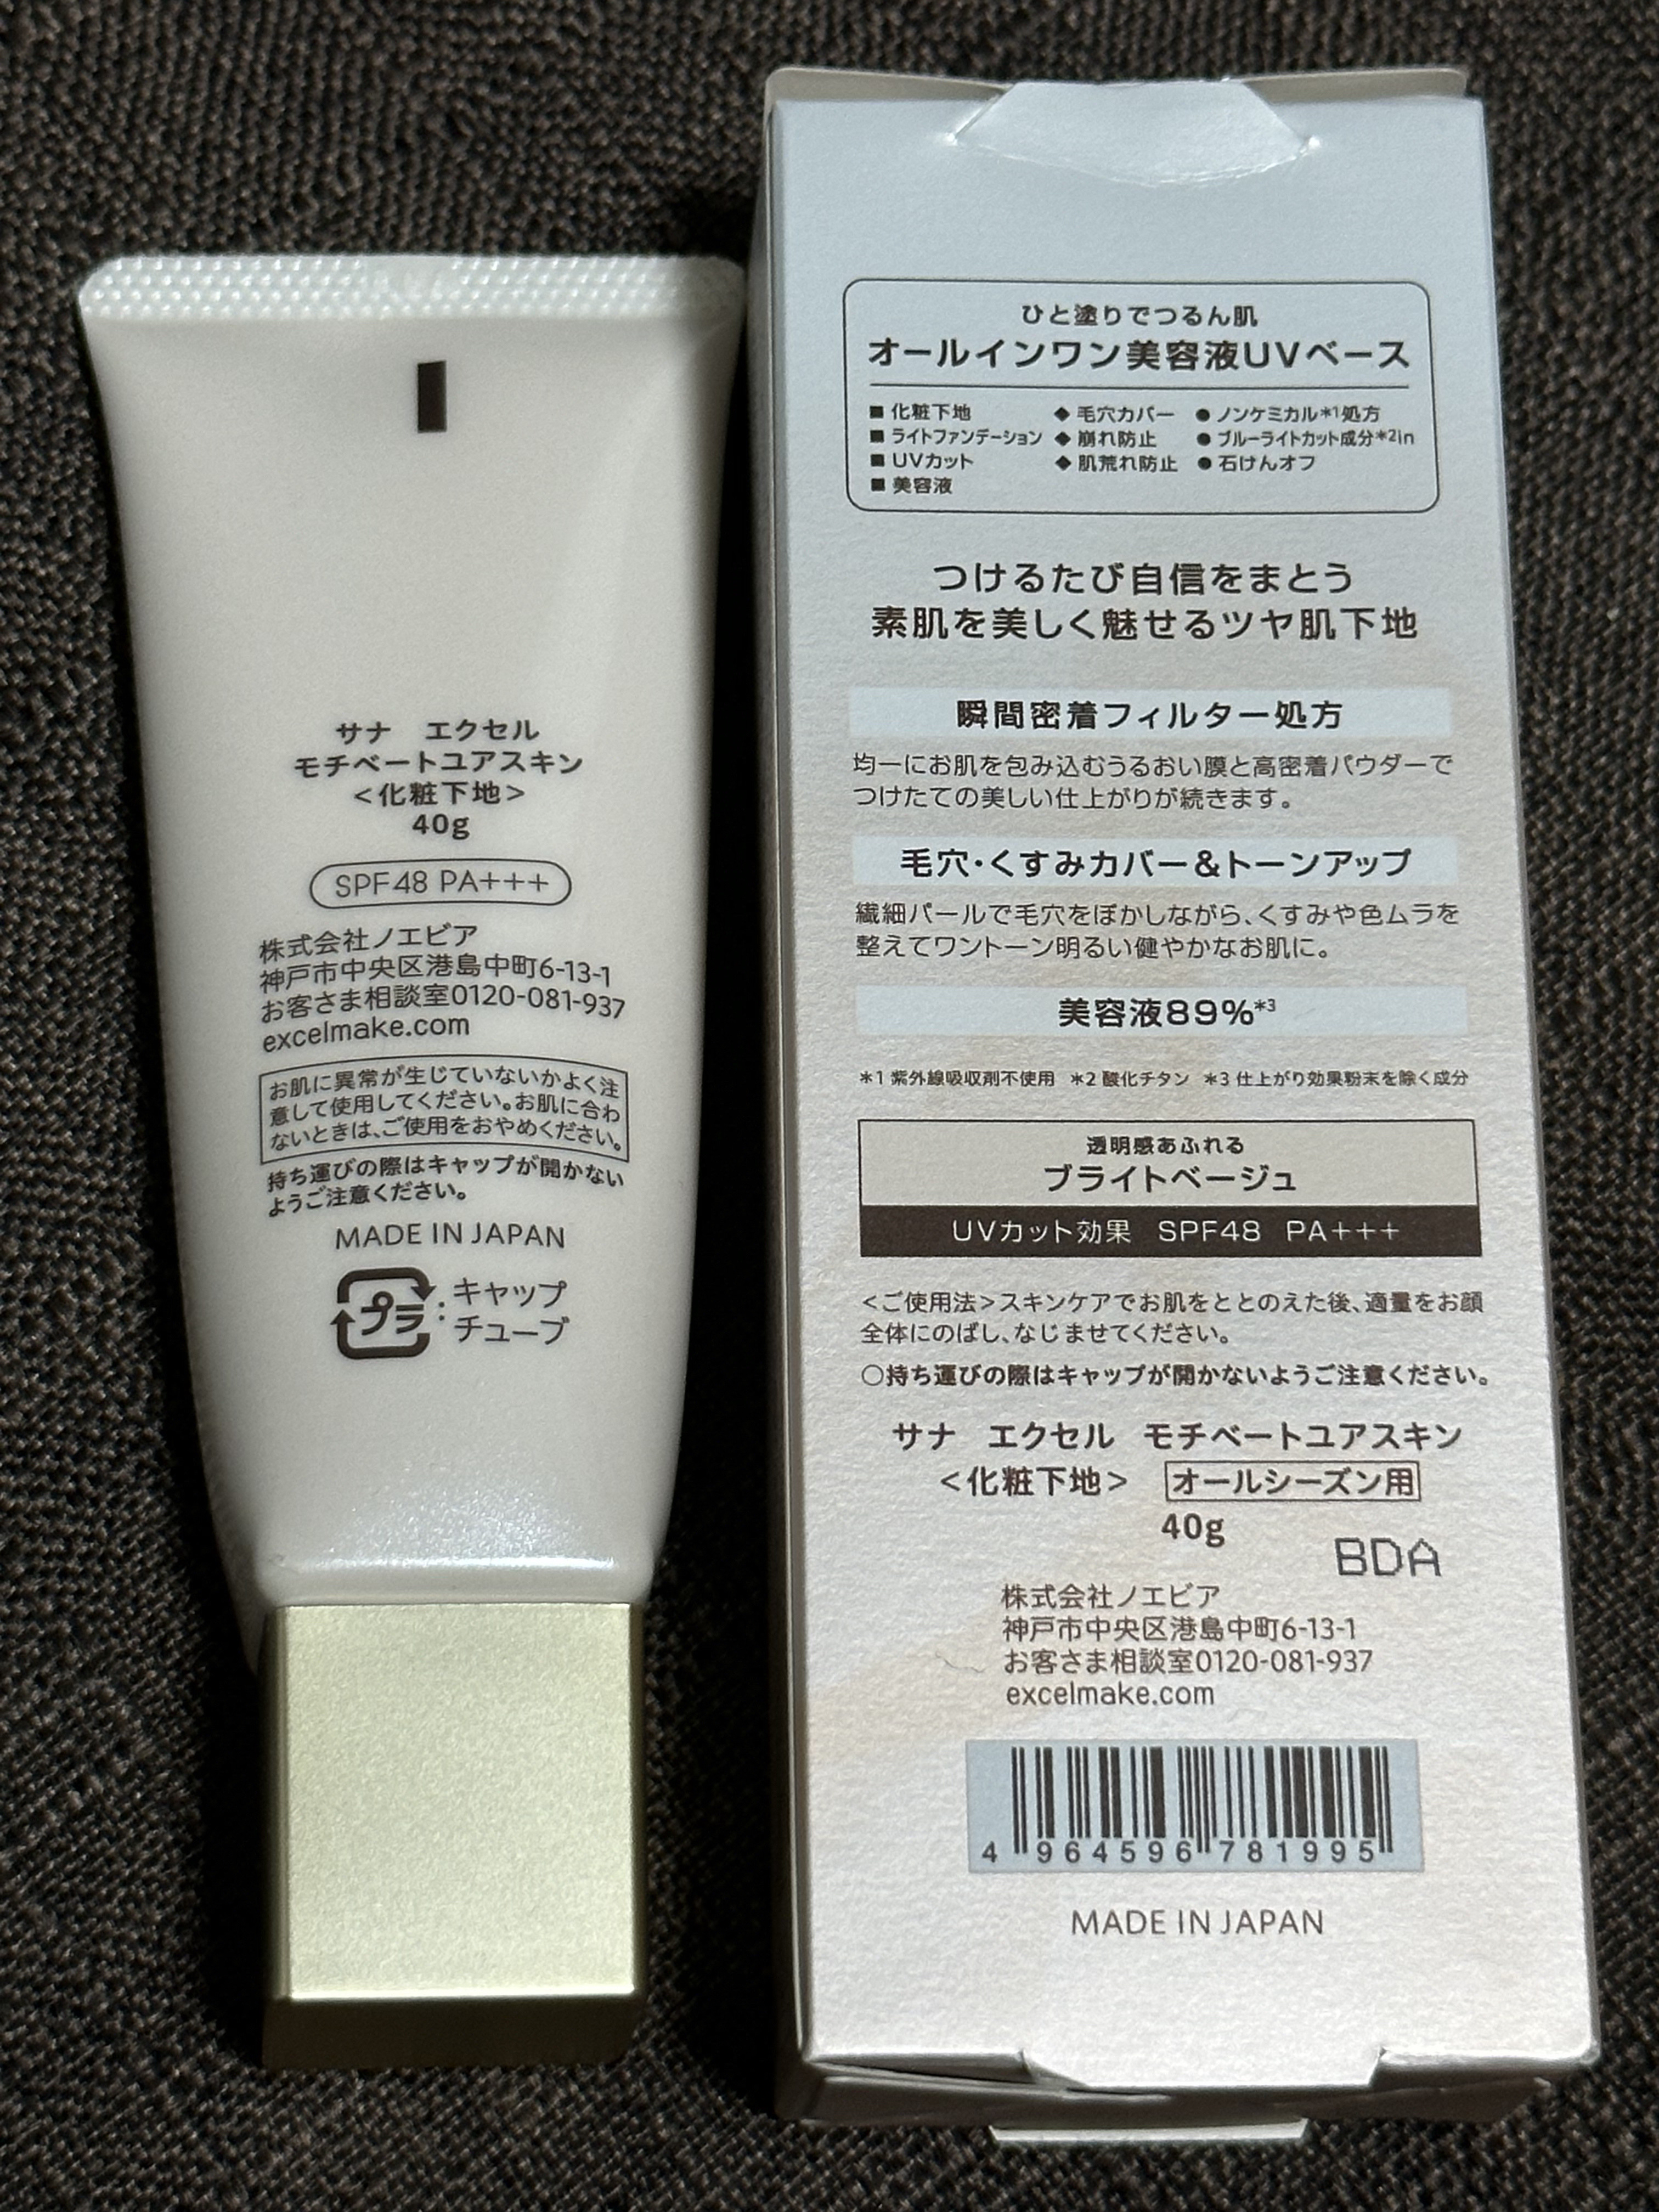 サナ　エクセル
モチベートユアスキン
<化粧下地>
40g
SPF48 PA+++
株式会社ノエビア
神戸市中央区港島中町6-13-1
お客さま相談室0120-081-937
excelmake.com
お肌に異常が生じていないかよく注
意して使用してください。お肌に合わ
ないときは、ご使用をおやめください。
持ち運びの際はキャップが開かない
ようご注意ください。
MADE IN JAPAN
プラ:キャップ
チューブ
ひと塗りでつるん肌
オールインワン美容液UVベース
■ 化粧下地 ◆ 毛穴カバー ● ノンケミカル*1処方
■ ライトファンデーション ◆ 崩れ防止 ● ブルーライトカット成分*2in
■ UVカット ◆ 肌荒れ防止 ● 石けんオフ
■ 美容液
つけるたび自信をまとう
素肌を美しく魅せるツヤ肌下地
瞬間密着フィルター処方
均一にお肌を包み込むうるおい膜と高密着パウダーで
つけたての美しい仕上がりが続きます。
毛穴・くすみカバー＆トーンアップ
繊細パールで毛穴をぼかしながら、くすみや色ムラを
整えてワントーン明るい健やかなお肌に。
美容液89%*3
*1 紫外線吸収剤不使用 *2 酸化チタン *3 仕上がり効果粉末を除く成分
透明感あふれる
ブライトベージュ
UVカット効果 SPF48 PA+++
<ご使用法>スキンケアでお肌をととのえた後、適量をお顔
全体にのばし、なじませてください。
○持ち運びの際はキャップが開かないようご注意ください。
サナ　エクセル　モチベートユアスキン
<化粧下地> オールシーズン用
40g
BDA
株式会社ノエビア
神戸市中央区港島中町6-13-1
お客さま相談室0120-081-937
excelmake.com
4 964596 781995
MADE IN JAPAN